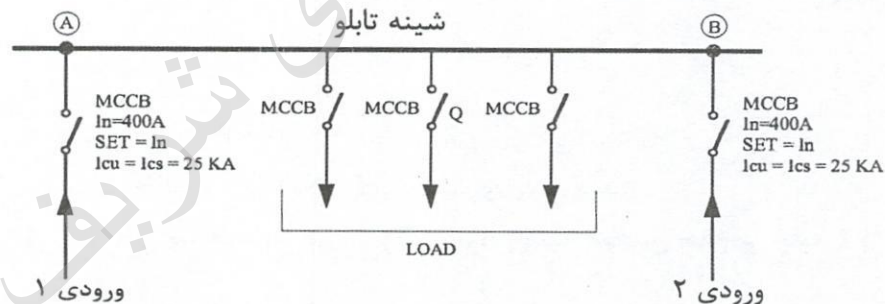 شینه تابلو
A
B
MCCB
In=400A
SET = In
Icu = Ics = 25 KA
MCCB
MCCB
Q
MCCB
MCCB
In=400A
SET = In
Icu = Ics = 25 KA
LOAD
ورودی ۱
ورودی ۲
شریف